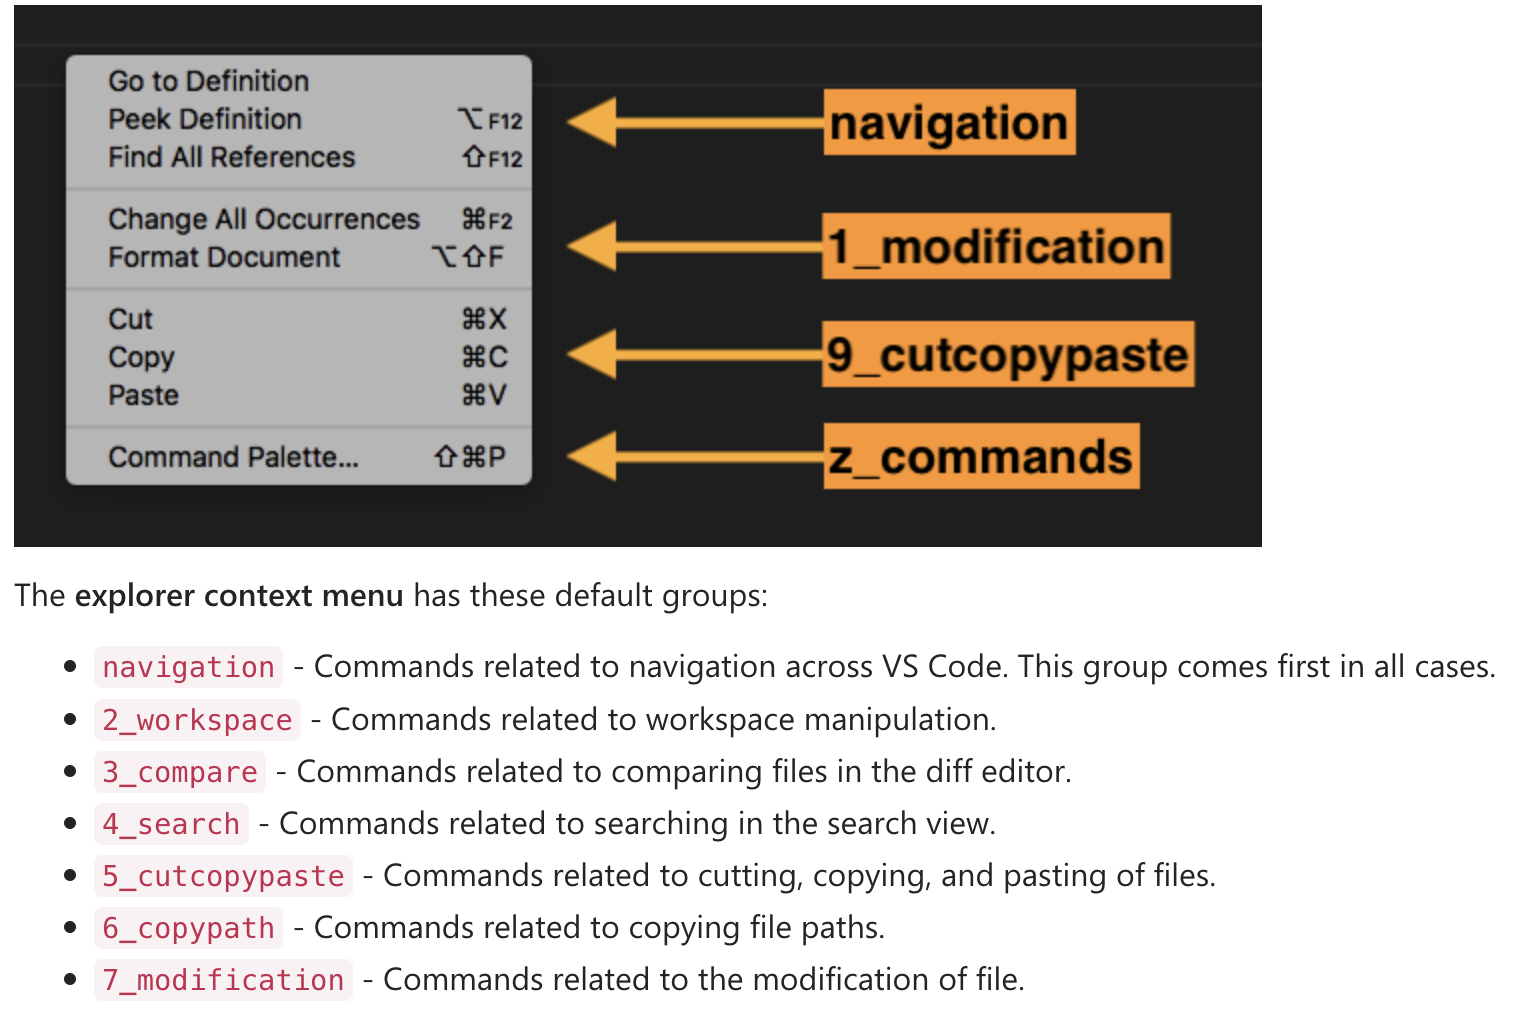 Go to Definition
Peek Definition ⌥F12 navigation
Find All References ⇧F12
Change All Occurrences ⌘F2 1_modification
Format Document ⌥⇧F
Cut ⌘X
Copy ⌘C 9_cutcopypaste
Paste ⌘V
Command Palette... ⇧⌘P z_commands
The explorer context menu has these default groups:
• navigation - Commands related to navigation across VS Code. This group comes first in all cases.
• 2_workspace - Commands related to workspace manipulation.
• 3_compare - Commands related to comparing files in the diff editor.
• 4_search - Commands related to searching in the search view.
• 5_cutcopypaste - Commands related to cutting, copying, and pasting of files.
• 6_copypath - Commands related to copying file paths.
• 7_modification - Commands related to the modification of file.